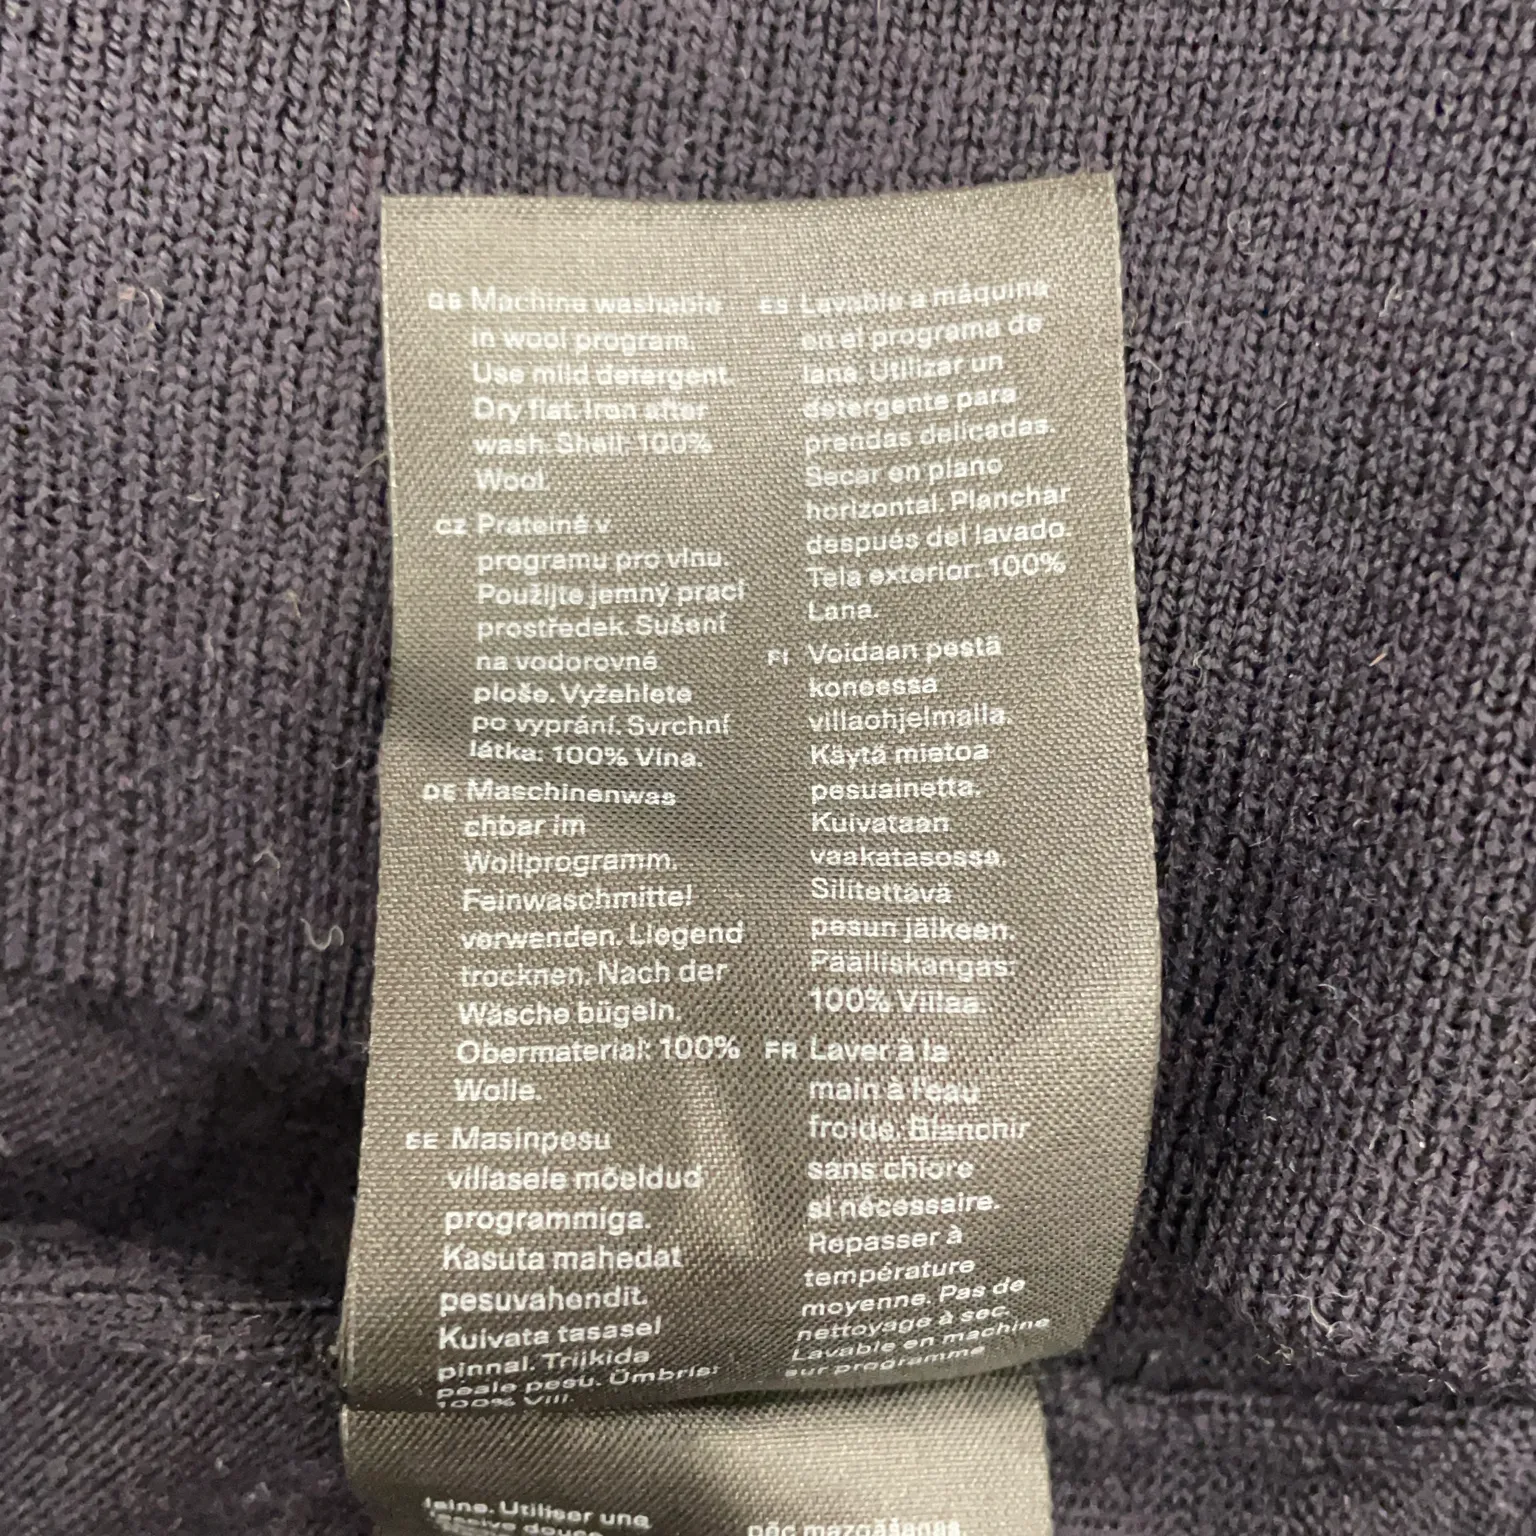 GB Machine washable
in wool program.
Use mild detergent.
Dry flat. Iron after
wash. Shell: 100%
Wool.
CZ Prateiné v
programu pro vlnu.
Použijte jemný prací
prostředek. Sušení
na vodorovné
ploše. Vyžehlete
po vyprání. Svrchní
látka: 100% Vlna.
DE Maschinenwas
chbar im
Wollprogramm.
Feinwaschmittel
verwenden. Liegend
trocknen. Nach der
Wäsche bügeln.
Obermaterial: 100%
Wolle.
EE Masinpesu
villasele mõeldud
programmiga.
Kasuta mahedat
pesuvahendit.
Kuivata tasasel
pinnal. Triikida
peale pesu. Ümbris:
100% Vill.
ES Lavable a máquina
en el programa de
lana. Utilizar un
detergente para
prendas delicadas.
Secar en plano
horizontal. Planchar
después del lavado.
Tela exterior: 100%
Lana.
FI Voidaan pestä
koneessa
villaohjelmalla.
Käytä mietoa
pesuainetta.
Kuivataan
vaakatasossa.
Silitettävä
pesun jälkeen.
Päälliskangas:
100% Villaa.
FR Laver à la
main à l'eau
froide. Blanchir
sans chlore
si nécessaire.
Repasser à
température
moyenne. Pas de
nettoyage à sec.
Lavable en machine
sur programme
laine. Utiliser une
lessive douce
pēc mazgāšanas.